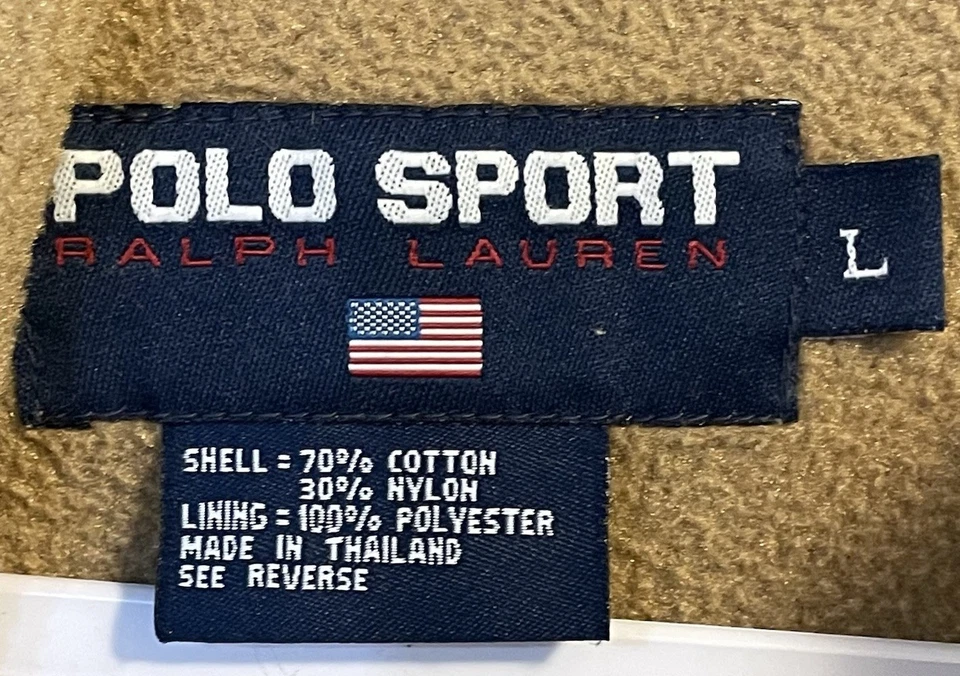 POLO SPORT
RALPH LAUREN
L
SHELL = 70% COTTON
30% NYLON
LINING = 100% POLYESTER
MADE IN THAILAND
SEE REVERSE